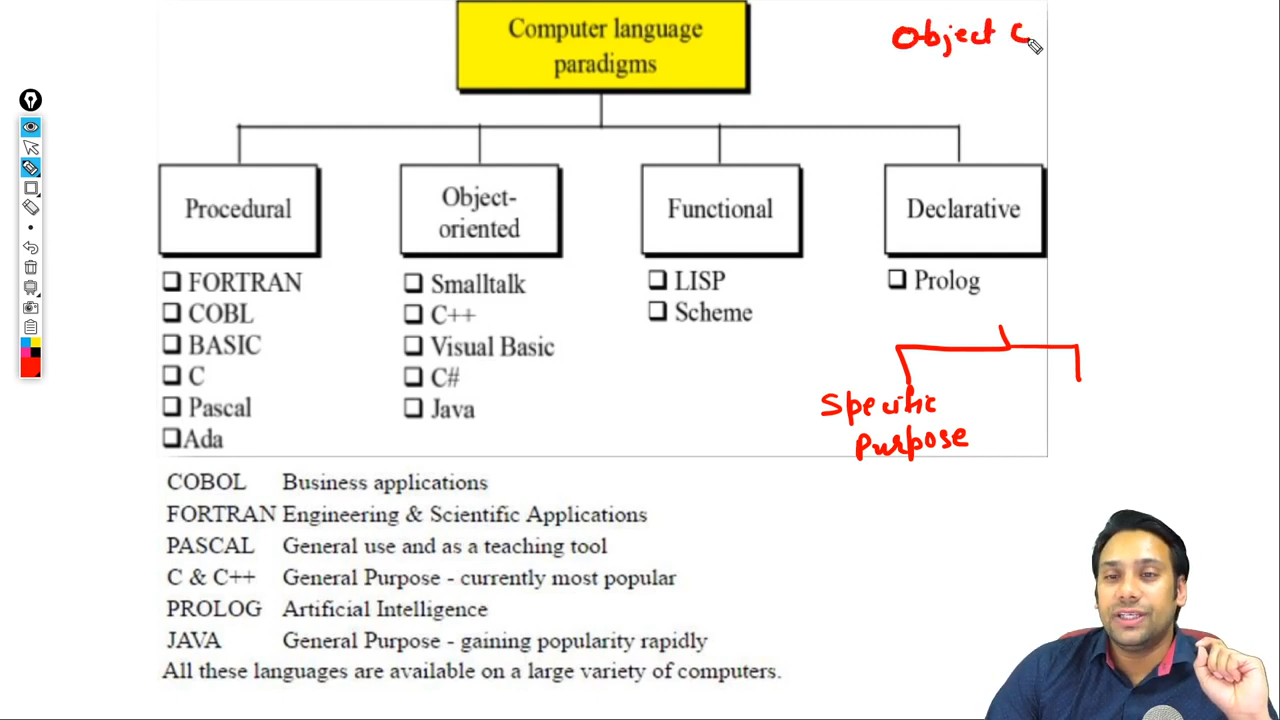 Computer language
paradigms
Object C
Procedural
Object-
oriented
Functional
Declarative
FORTRAN
COBL
BASIC
C
Pascal
Ada
Smalltalk
C++
Visual Basic
C#
Java
LISP
Scheme
Prolog
Specific
Purpose
COBOL Business applications
FORTRAN Engineering & Scientific Applications
PASCAL General use and as a teaching tool
C & C++ General Purpose - currently most popular
PROLOG Artificial Intelligence
JAVA General Purpose - gaining popularity rapidly
All these languages are available on a large variety of computers.